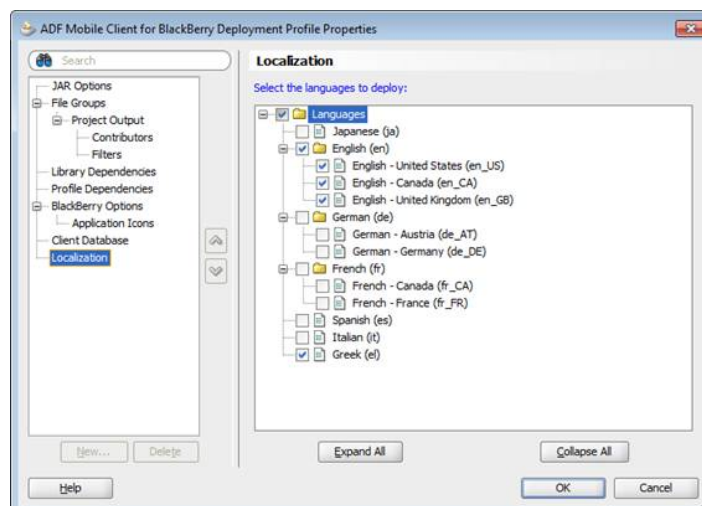 ADF Mobile Client for BlackBerry Deployment Profile Properties
Search
JAR Options
File Groups
Project Output
Contributors
Filters
Library Dependencies
Profile Dependencies
BlackBerry Options
Application Icons
Client Database
Localization
New...
Delete
Localization
Select the languages to deploy:
Languages
Japanese (ja)
English (en)
English - United States (en_US)
English - Canada (en_CA)
English - United Kingdom (en_GB)
German (de)
German - Austria (de_AT)
German - Germany (de_DE)
French (fr)
French - Canada (fr_CA)
French - France (fr_FR)
Spanish (es)
Italian (it)
Greek (el)
Expand All
Collapse All
Help
OK
Cancel